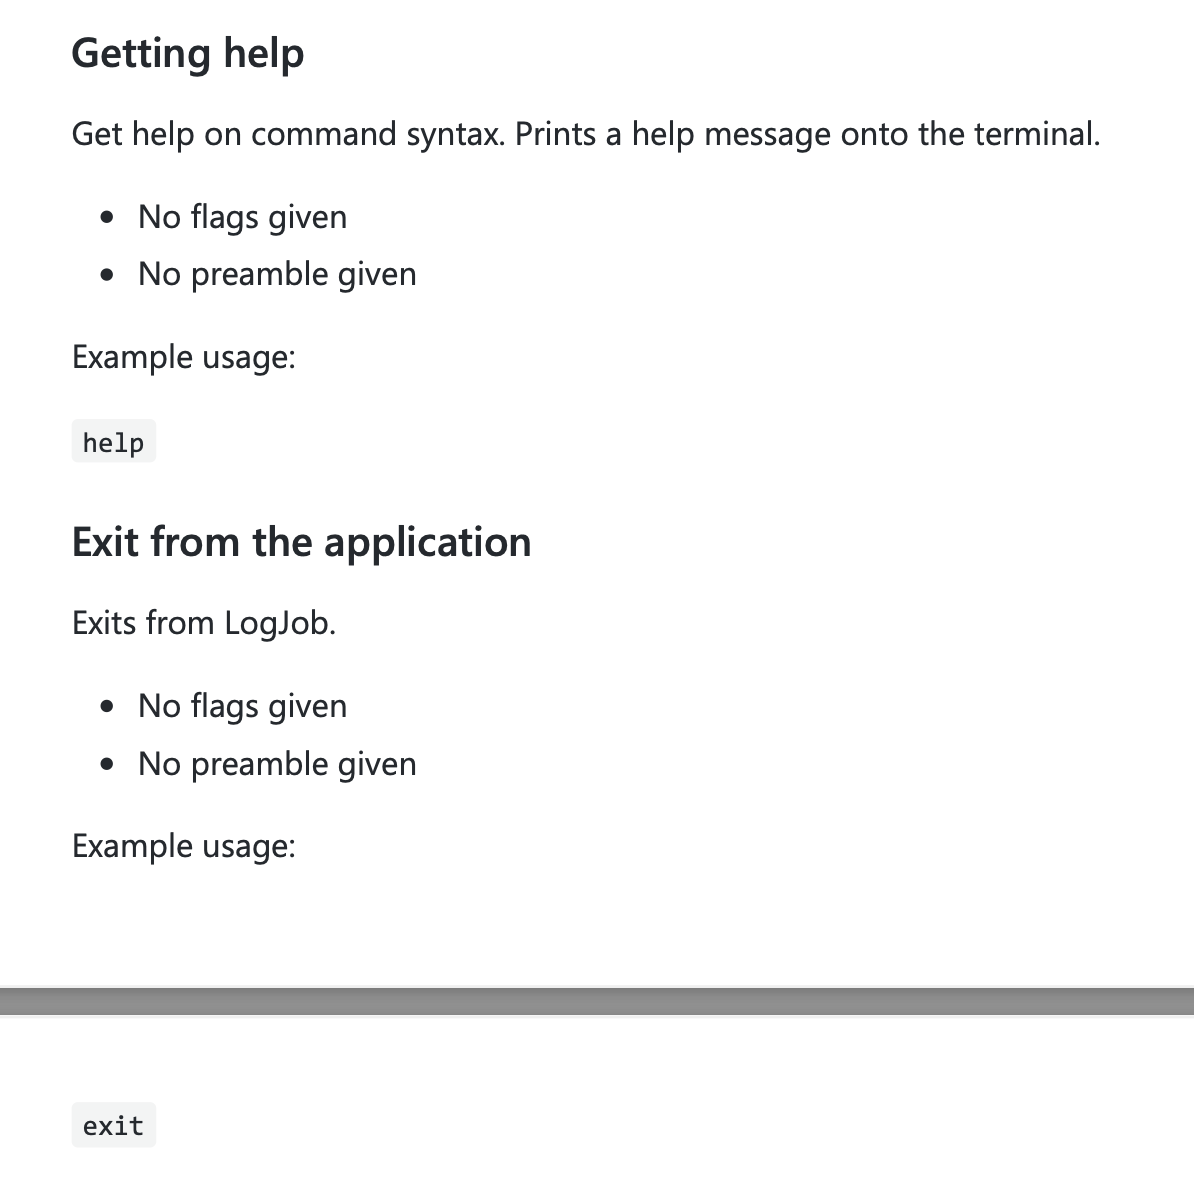 Getting help
Get help on command syntax. Prints a help message onto the terminal.
• No flags given
• No preamble given
Example usage:
help
Exit from the application
Exits from LogJob.
• No flags given
• No preamble given
Example usage:
exit